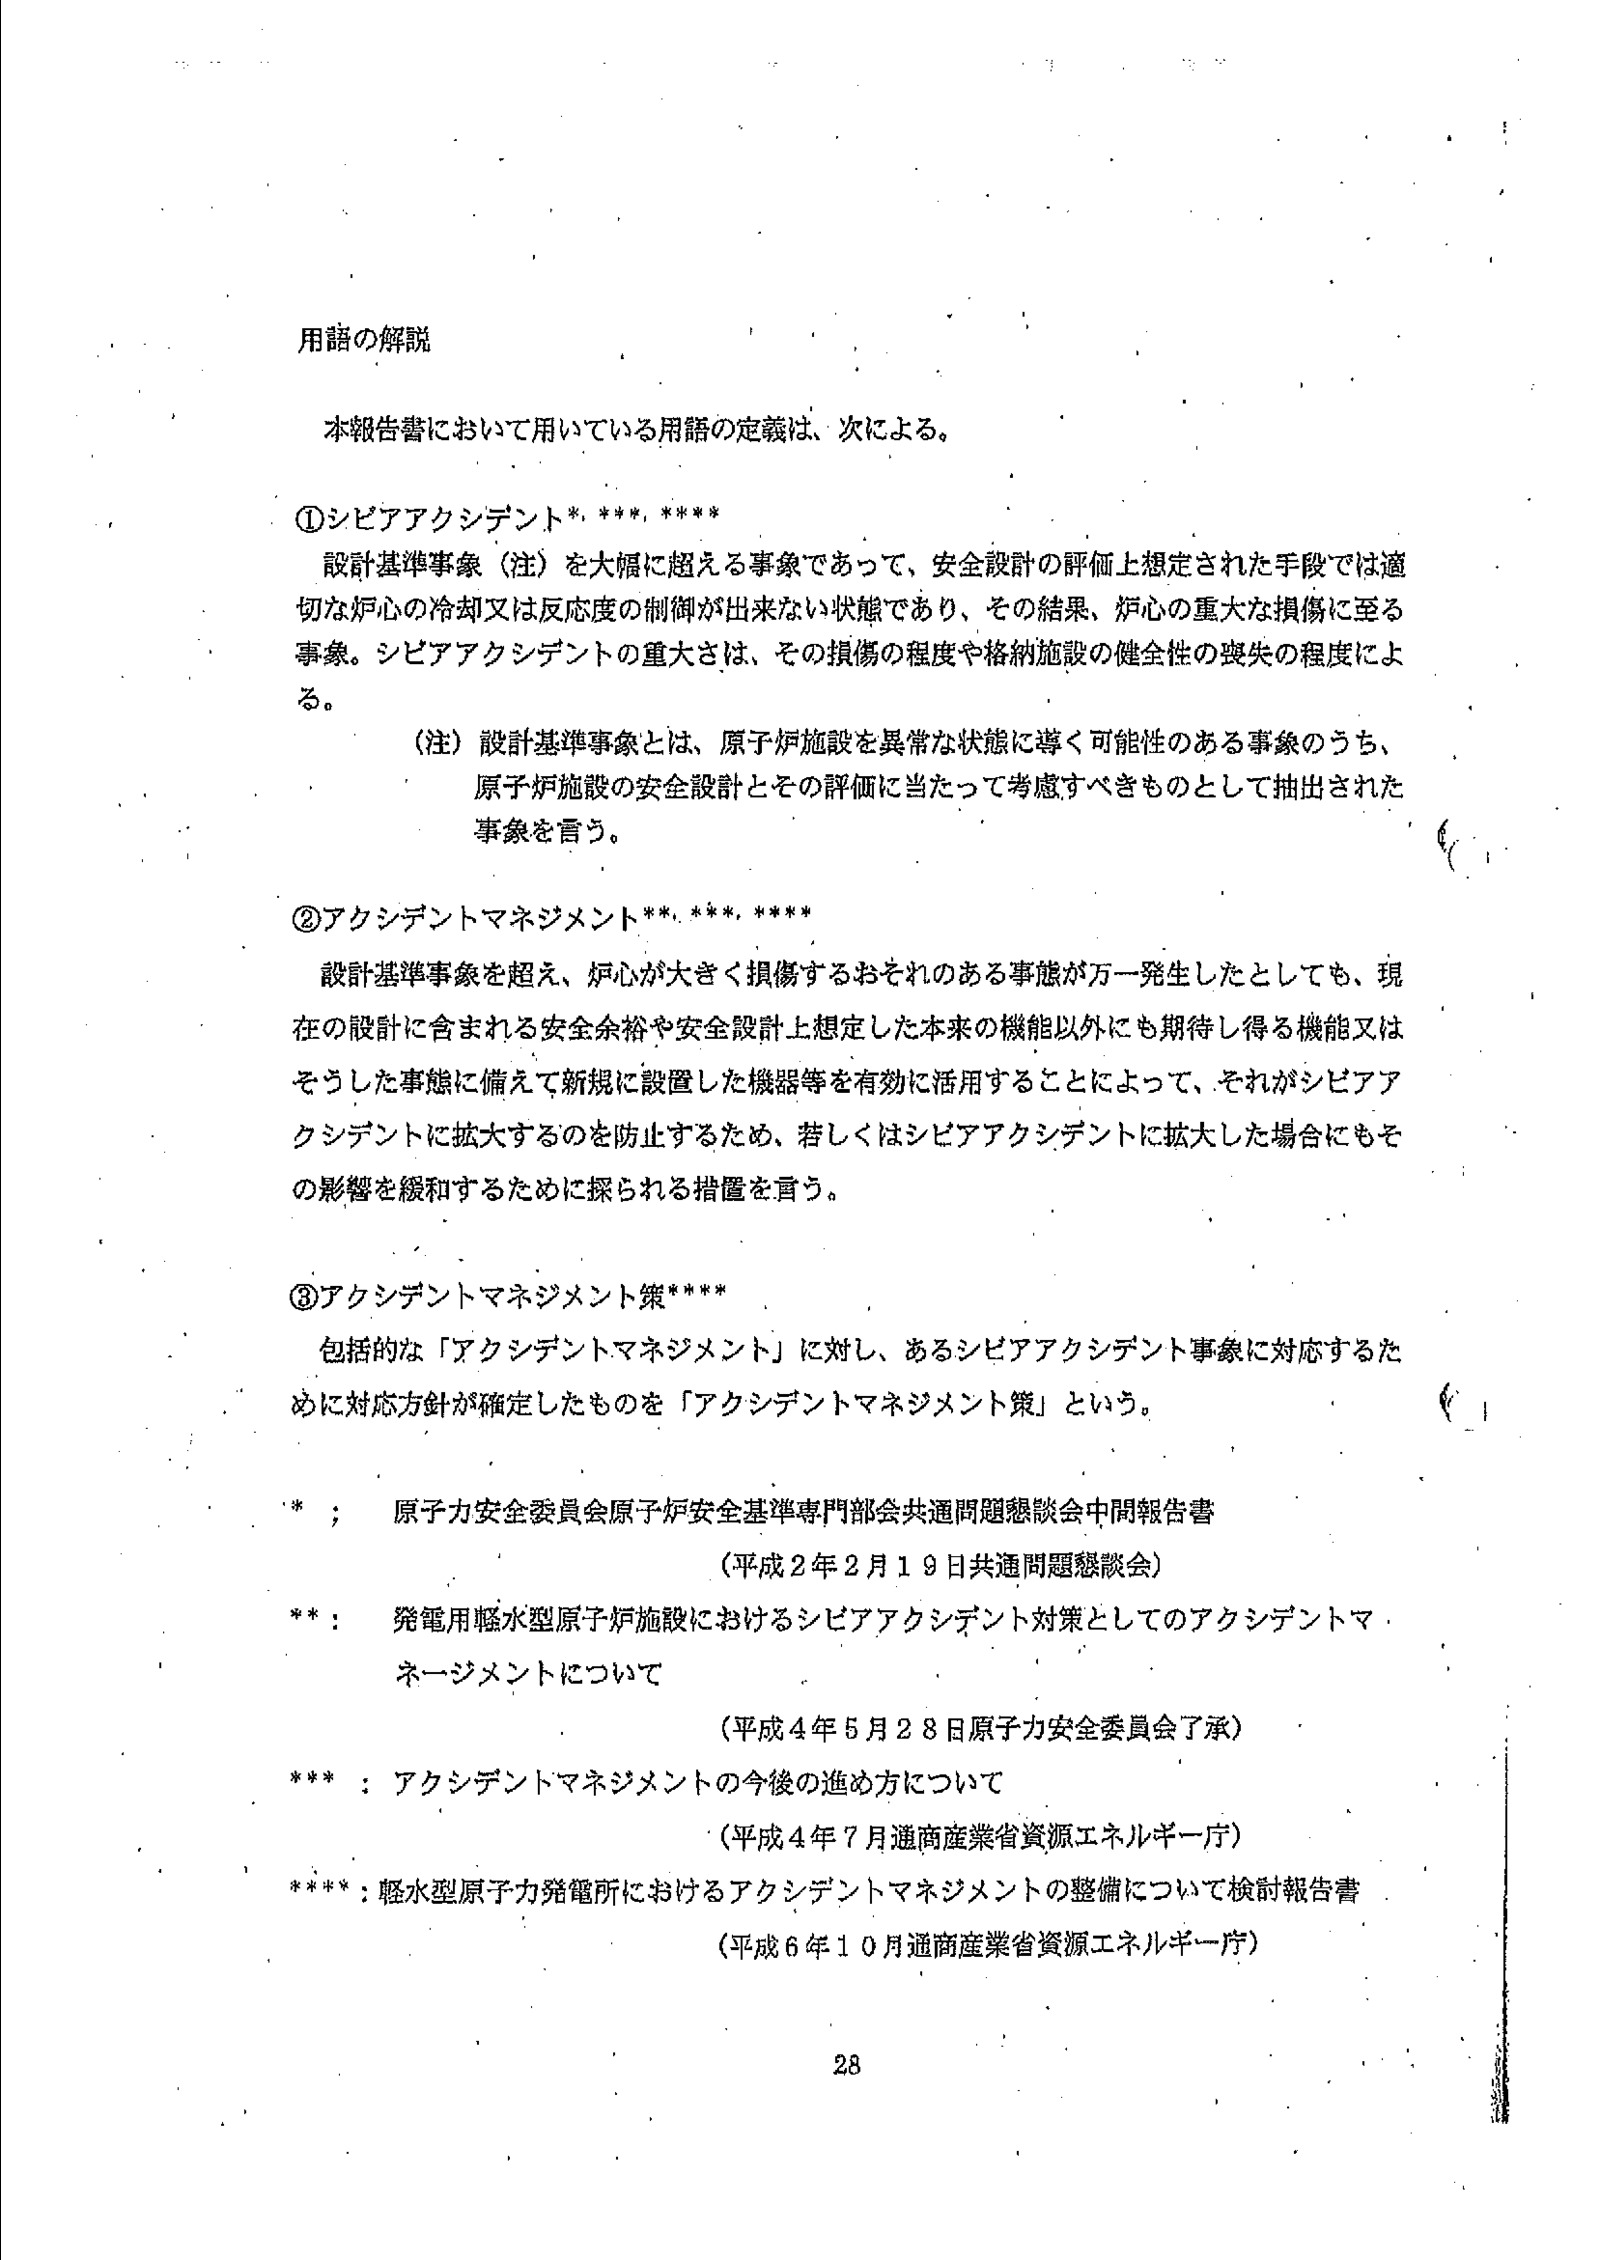 用語の解説
本報告書において用いている用語の定義は、次による。
①シビアアクシデント*, ***, ****
設計基準事象（注）を大幅に超える事象であって、安全設計の評価上想定された手段では適
切な炉心の冷却又は反応度の制御が出来ない状態であり、その結果、炉心の重大な損傷に至る
事象。シビアアクシデントの重大さは、その損傷の程度や格納施設の健全性の喪失の程度によ
る。
（注）設計基準事象とは、原子炉施設を異常な状態に導く可能性のある事象のうち、
原子炉施設の安全設計とその評価に当たって考慮すべきものとして抽出された
事象を言う。
②アクシデントマネジメント**, ***, ****
設計基準事象を超え、炉心が大きく損傷するおそれのある事態が万一発生したとしても、現
在の設計に含まれる安全余裕や安全設計上想定した本来の機能以外にも期待し得る機能又は
そうした事態に備えて新規に設置した機器等を有効に活用することによって、それがシビアア
クシデントに拡大するのを防止するため、若しくはシビアアクシデントに拡大した場合にもそ
の影響を緩和するために採られる措置を言う。
③アクシデントマネジメント策****
包括的な「アクシデントマネジメント」に対し、あるシビアアクシデント事象に対応するた
めに対応方針が確定したものを「アクシデントマネジメント策」という。
* ; 原子力安全委員会原子炉安全基準専門部会共通問題懇談会中間報告書
（平成２年２月１９日共通問題懇談会）
** : 発電用軽水型原子炉施設におけるシビアアクシデント対策としてのアクシデントマ
ネージメントについて
（平成４年５月２８日原子力安全委員会了承）
*** : アクシデントマネジメントの今後の進め方について
（平成４年７月通商産業省資源エネルギー庁）
**** : 軽水型原子力発電所におけるアクシデントマネジメントの整備について検討報告書
（平成６年１０月通商産業省資源エネルギー庁）
28